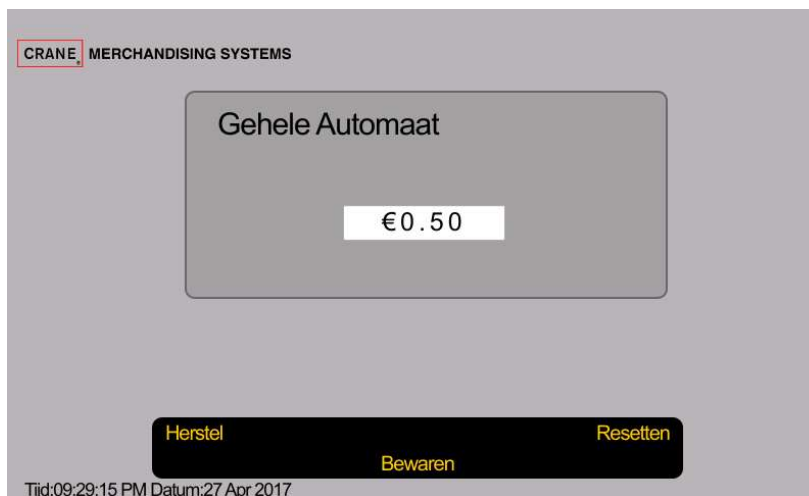 CRANE MERCHANDISING SYSTEMS
Gehele Automaat
€0.50
Herstel Resetten
Bewaren
Tijd:09:29:15 PM Datum:27 Apr 2017